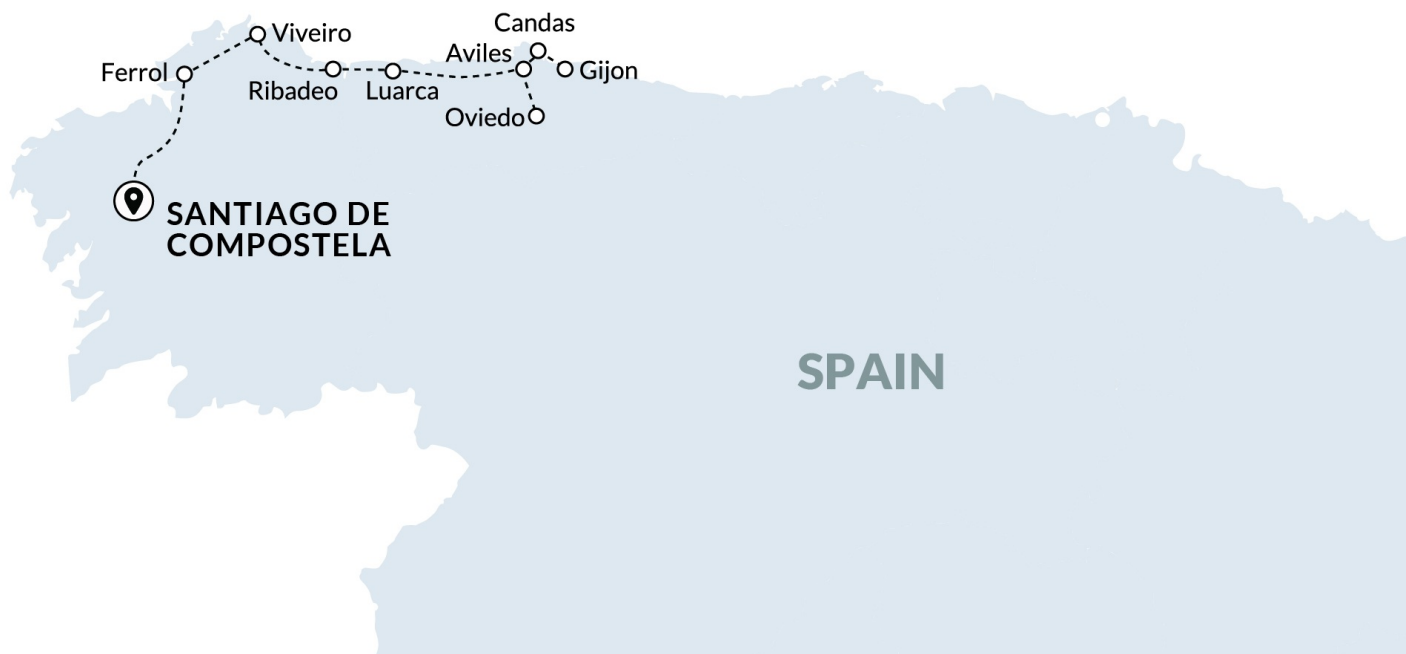 Candas
Viveiro
Aviles
Ferrol
Gijon
Ribadeo
Luarca
Oviedo
SANTIAGO DE
COMPOSTELA
SPAIN